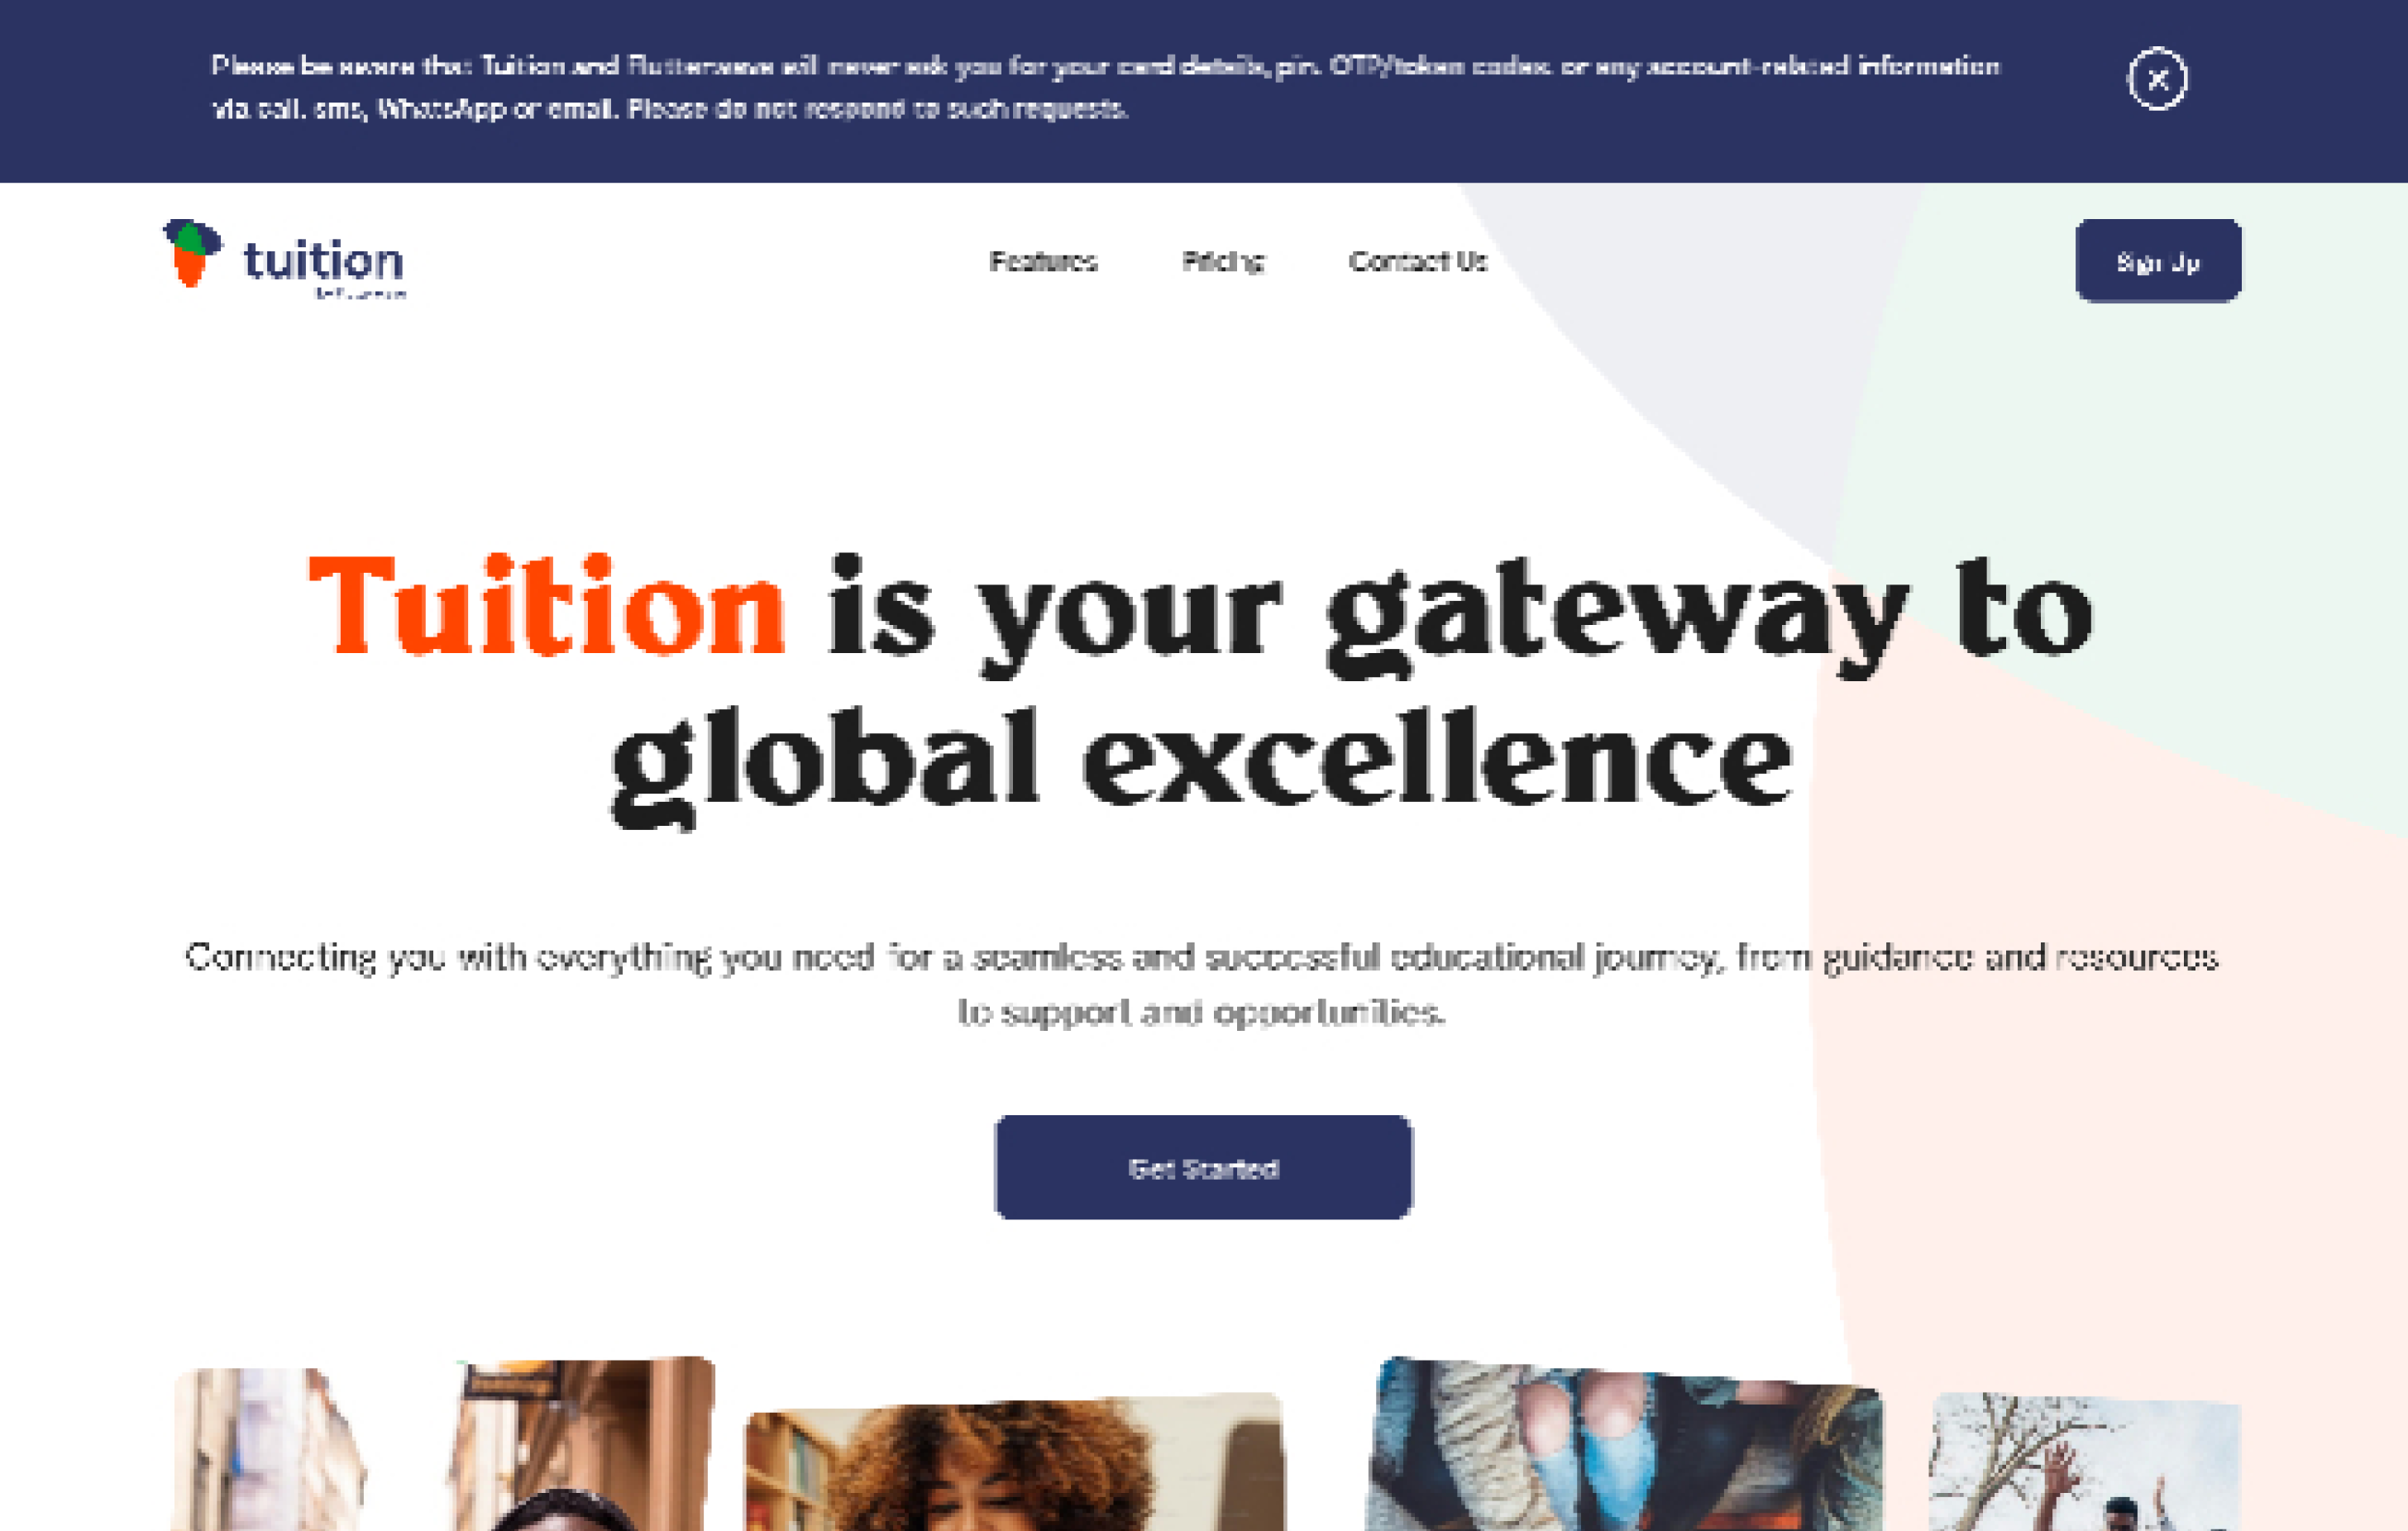 Please be aware that Tuition and Flutterwave will never ask you for your card details, pin, OTP/token codes, or any account-related information
via call, sms, WhatsApp or email. Please do not respond to such requests.
tuition
Features Pricing Contact Us Sign Up
Tuition is your gateway to
global excellence
Connecting you with everything you need for a seamless and successful educational journey, from guidance and resources
to support and opportunities.
Get Started